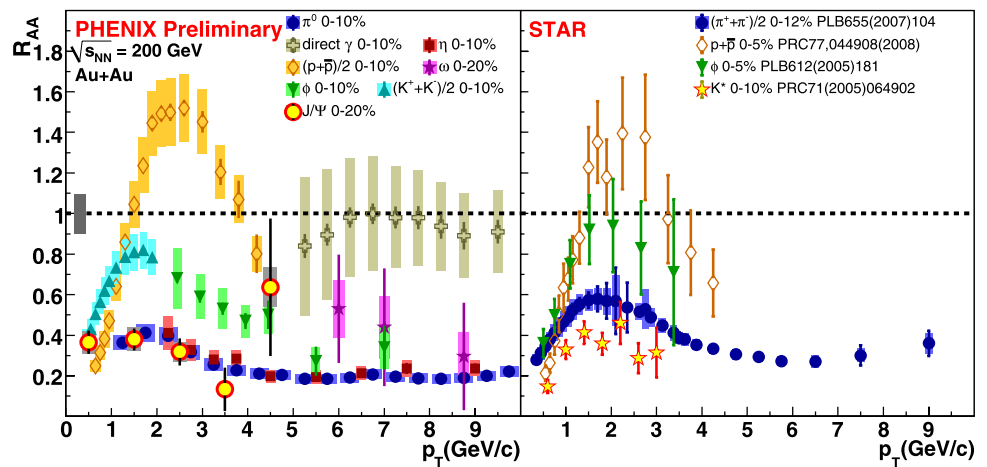 R_AA
PHENIX Preliminary
√s_NN = 200 GeV
Au+Au
π⁰ 0-10%
direct γ 0-10%
η 0-10%
(p+p̅)/2 0-10%
ω 0-20%
ϕ 0-10%
(K⁺+K⁻)/2 0-10%
J/Ψ 0-20%
STAR
(π⁺+π⁻)/2 0-12% PLB655(2007)104
p+p̅ 0-5% PRC77,044908(2008)
ϕ 0-5% PLB612(2005)181
K* 0-10% PRC71(2005)064902
1.8
1.6
1.4
1.2
1
0.8
0.6
0.4
0.2
0 1 2 3 4 5 6 7 8 9
1 2 3 4 5 6 7 8 9
p_T(GeV/c)
p_T(GeV/c)